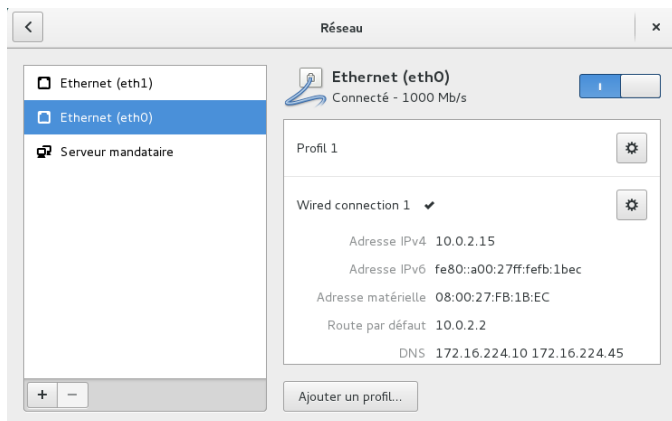 Réseau
Ethernet (eth1)
Ethernet (eth0)
Serveur mandataire
Ethernet (eth0)
Connecté - 1000 Mb/s
Profil 1
Wired connection 1 ✔
Adresse IPv4 10.0.2.15
Adresse IPv6 fe80::a00:27ff:fefb:1bec
Adresse matérielle 08:00:27:FB:1B:EC
Route par défaut 10.0.2.2
DNS 172.16.224.10 172.16.224.45
Ajouter un profil...